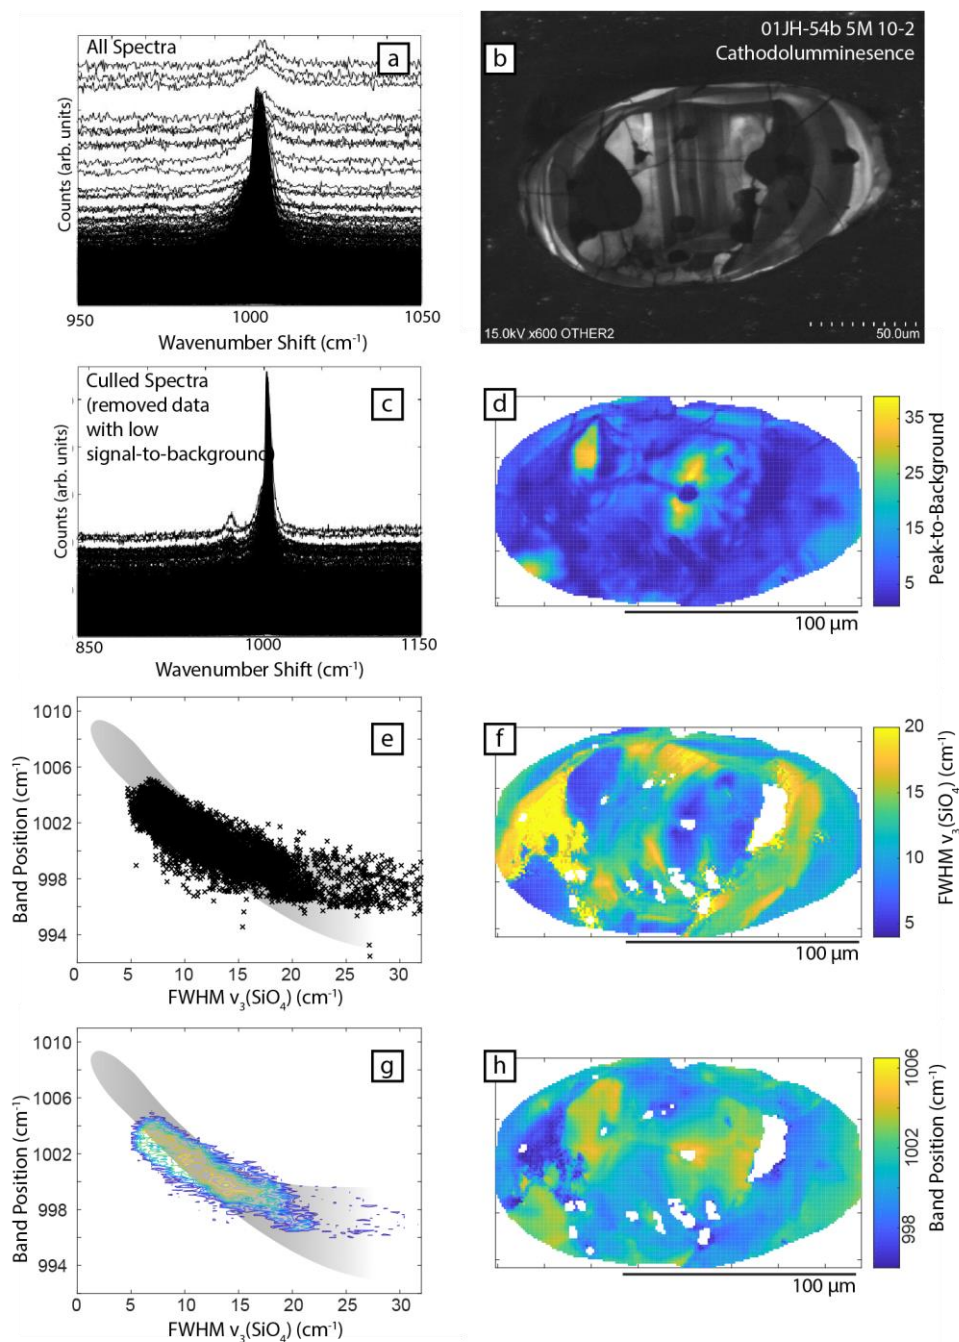 All Spectra
a
Counts (arb. units)
950
1000
1050
Wavenumber Shift (cm⁻¹)
01JH-54b 5M 10-2
Cathodolumminesence
b
15.0kV x600 OTHER2
50.0um
Culled Spectra
(removed data
with low
signal-to-background)
c
Counts (arb. units)
850
1000
1150
Wavenumber Shift (cm⁻¹)
d
35
25
15
5
Peak-to-Background
100 µm
e
1010
1006
1002
998
994
Band Position (cm⁻¹)
0 5 10 15 20 25 30
FWHM v₃(SiO₄) (cm⁻¹)
f
20
15
10
5
FWHM v₃(SiO₄) (cm⁻¹)
100 µm
g
1010
1006
1002
998
994
Band Position (cm⁻¹)
0 5 10 15 20 25 30
FWHM v₃(SiO₄) (cm⁻¹)
h
1006
1002
998
Band Position (cm⁻¹)
100 µm